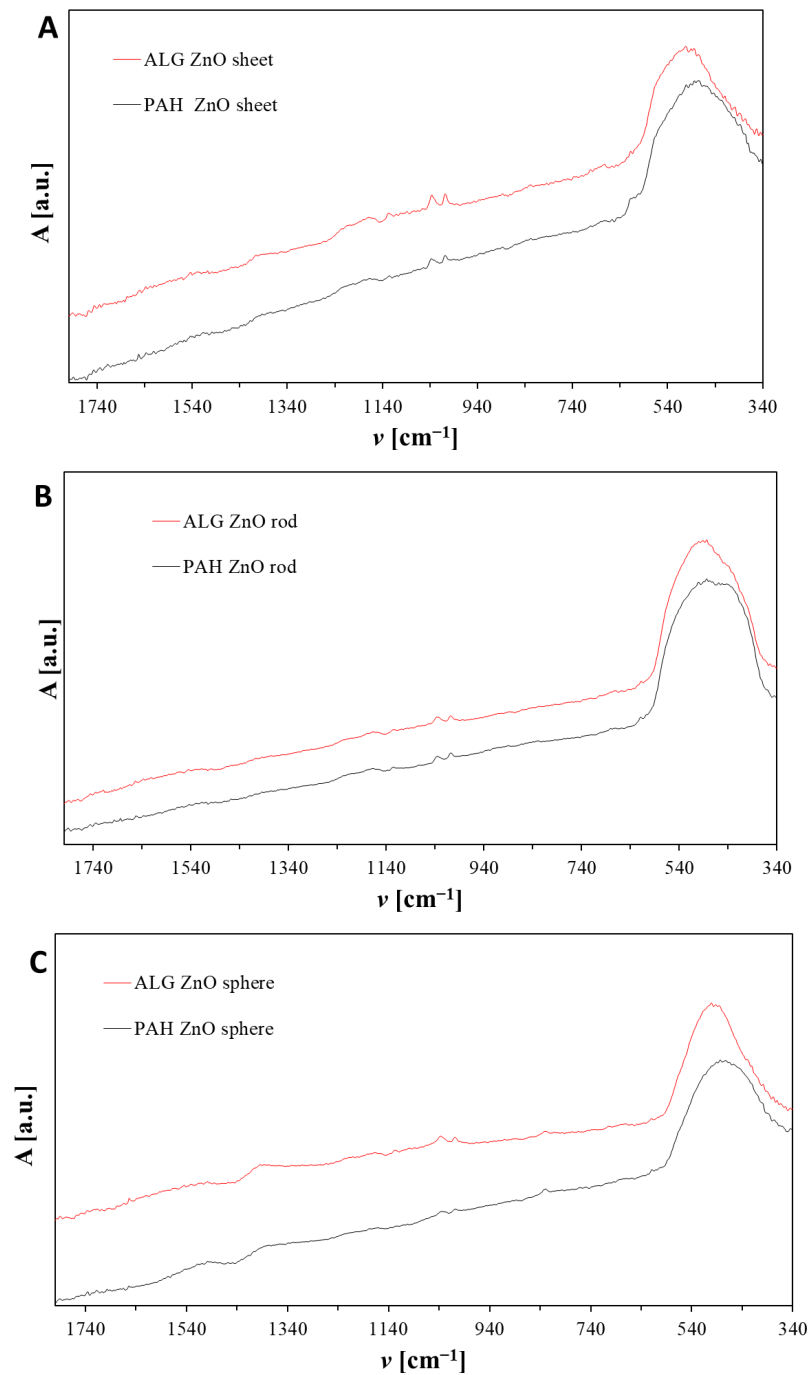 A
ALG ZnO sheet
PAH ZnO sheet
A [a.u.]
1740 1540 1340 1140 940 740 540 340
ν [cm⁻¹]
B
ALG ZnO rod
PAH ZnO rod
A [a.u.]
1740 1540 1340 1140 940 740 540 340
ν [cm⁻¹]
C
ALG ZnO sphere
PAH ZnO sphere
A [a.u.]
1740 1540 1340 1140 940 740 540 340
ν [cm⁻¹]